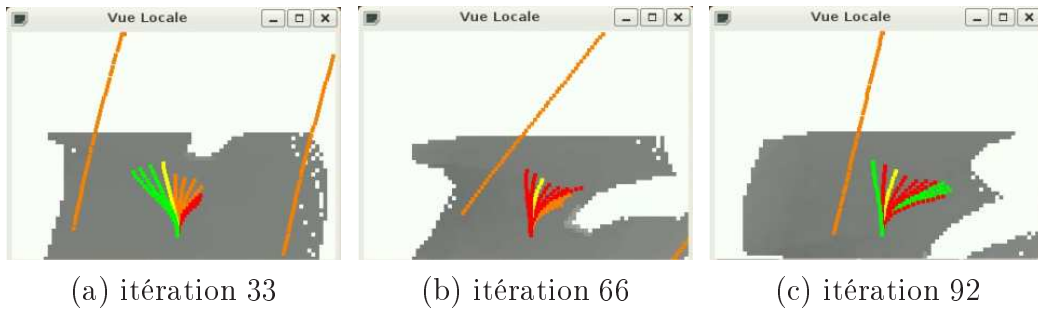 Vue Locale
Vue Locale
Vue Locale
(a) itération 33
(b) itération 66
(c) itération 92